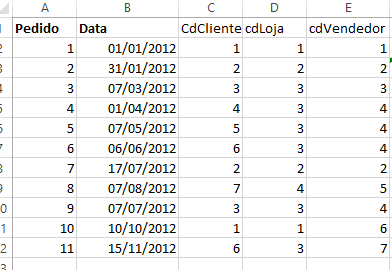 A B C D E
1 Pedido Data CdCliente cdLoja cdVendedor
2 1 01/01/2012 1 1 1
3 2 31/01/2012 2 2 2
4 3 07/03/2012 3 3 3
5 4 01/04/2012 4 3 4
6 5 07/05/2012 5 3 4
7 6 06/06/2012 6 3 4
8 7 17/07/2012 2 2 2
9 8 07/08/2012 7 4 5
0 9 07/07/2012 3 3 4
1 10 10/10/2012 1 1 6
2 11 15/11/2012 6 3 7
3